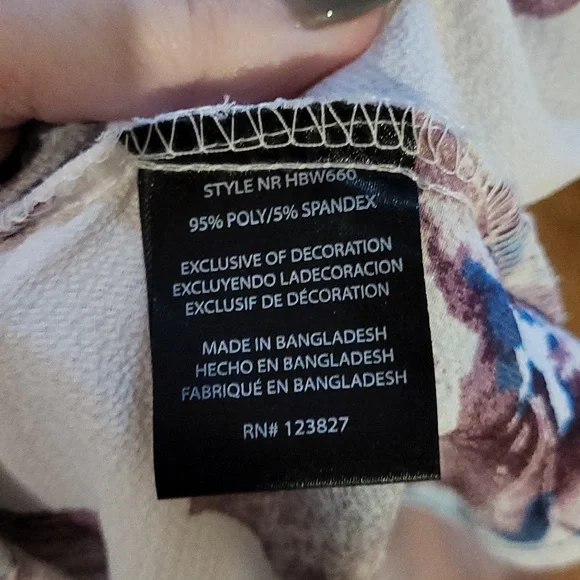 STYLE NR HBW660
95% POLY/5% SPANDEX
EXCLUSIVE OF DECORATION
EXCLUYENDO LADECORACION
EXCLUSIF DE DÉCORATION
MADE IN BANGLADESH
HECHO EN BANGLADESH
FABRIQUÉ EN BANGLADESH
RN# 123827